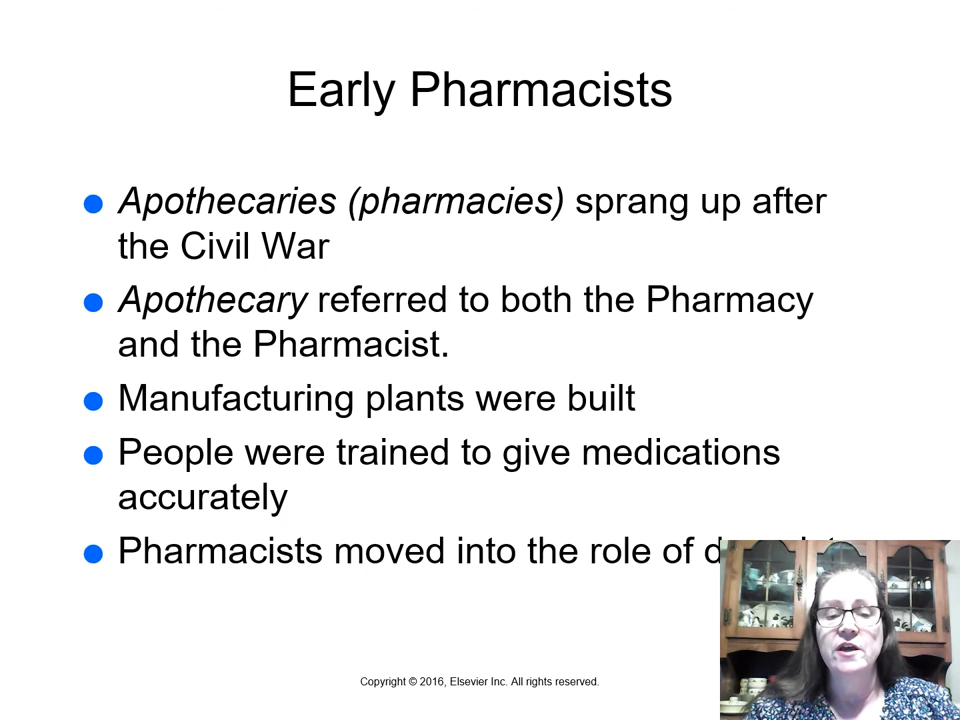 Early Pharmacists
Apothecaries (pharmacies) sprang up after
the Civil War
Apothecary referred to both the Pharmacy
and the Pharmacist.
Manufacturing plants were built
People were trained to give medications
accurately
Pharmacists moved into the role of
Copyright © 2016, Elsevier Inc. All rights reserved.